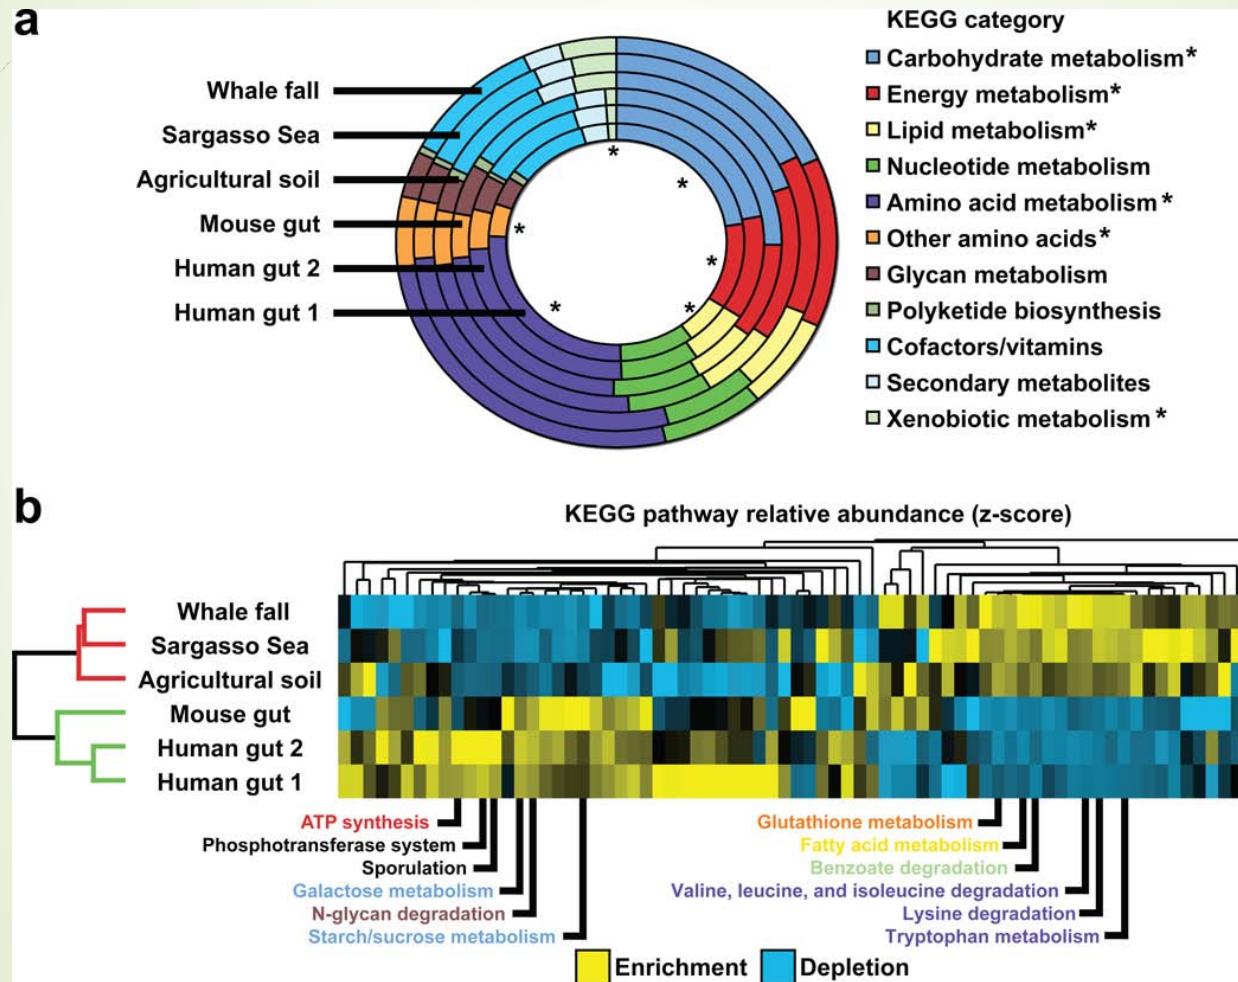 a
KEGG category
Carbohydrate metabolism*
Energy metabolism*
Lipid metabolism*
Nucleotide metabolism
Amino acid metabolism*
Other amino acids*
Glycan metabolism
Polyketide biosynthesis
Cofactors/vitamins
Secondary metabolites
Xenobiotic metabolism*
Whale fall
Sargasso Sea
Agricultural soil
Mouse gut
Human gut 2
Human gut 1
*
*
*
*
*
*
b
KEGG pathway relative abundance (z-score)
Whale fall
Sargasso Sea
Agricultural soil
Mouse gut
Human gut 2
Human gut 1
ATP synthesis
Phosphotransferase system
Sporulation
Galactose metabolism
N-glycan degradation
Starch/sucrose metabolism
Glutathione metabolism
Fatty acid metabolism
Benzoate degradation
Valine, leucine, and isoleucine degradation
Lysine degradation
Tryptophan metabolism
Enrichment
Depletion